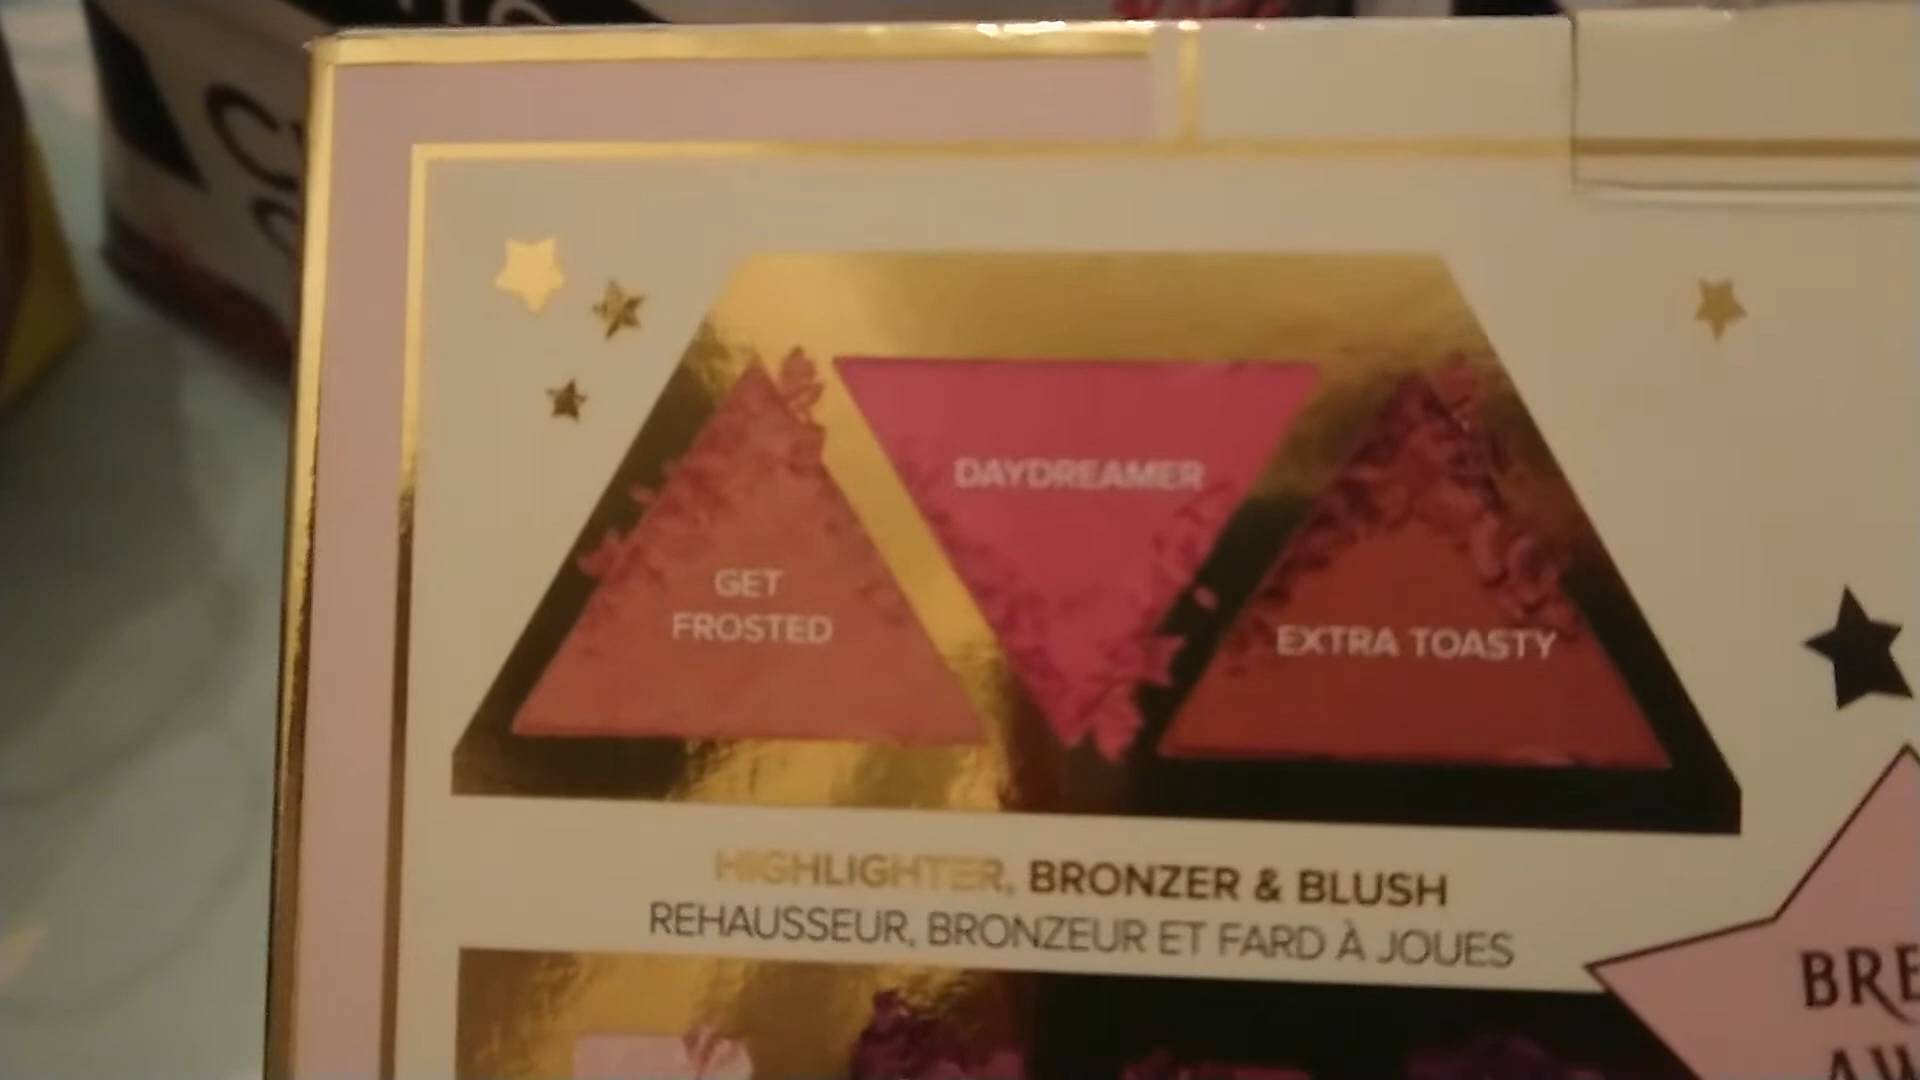 DAYDREAMER
GET
FROSTED
EXTRA TOASTY
HIGHLIGHTER, BRONZER & BLUSH
REHAUSSEUR, BRONZEUR ET FARD À JOUES